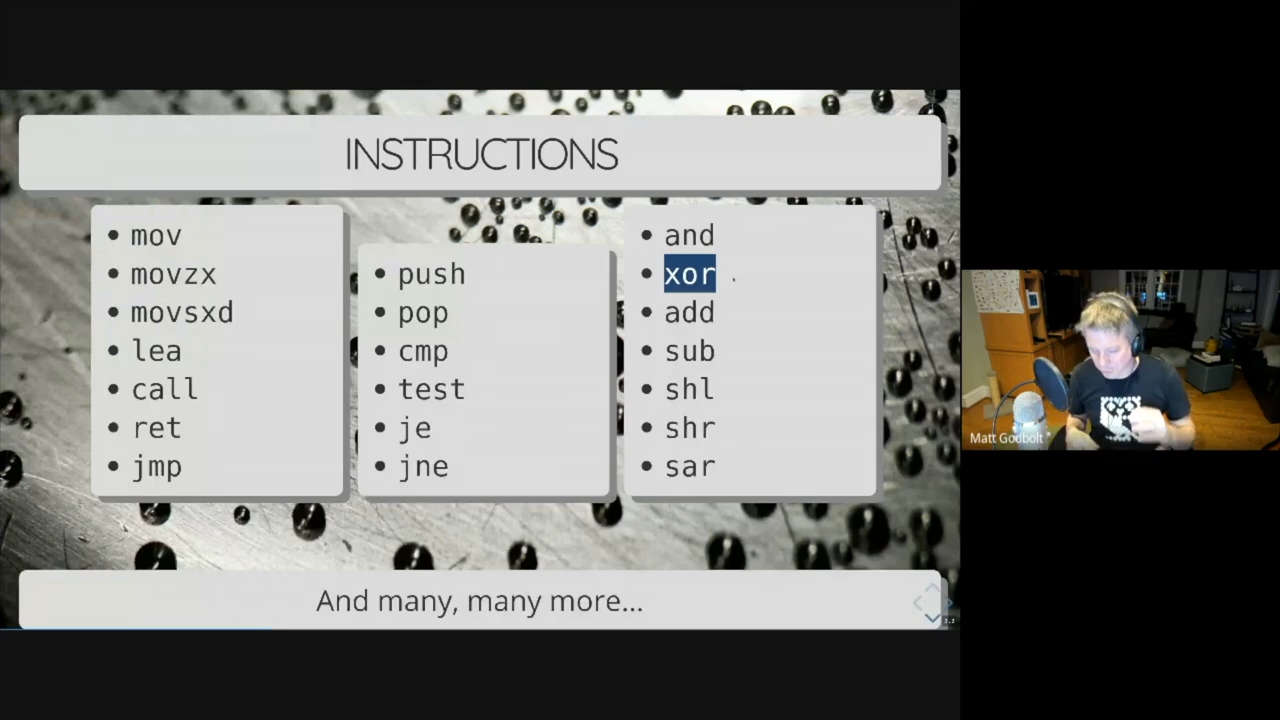 INSTRUCTIONS
• mov
• movzx
• movsxd
• lea
• call
• ret
• jmp
• push
• pop
• cmp
• test
• je
• jne
• and
• xor
• add
• sub
• shl
• shr
• sar
And many, many more...
Matt Godbolt